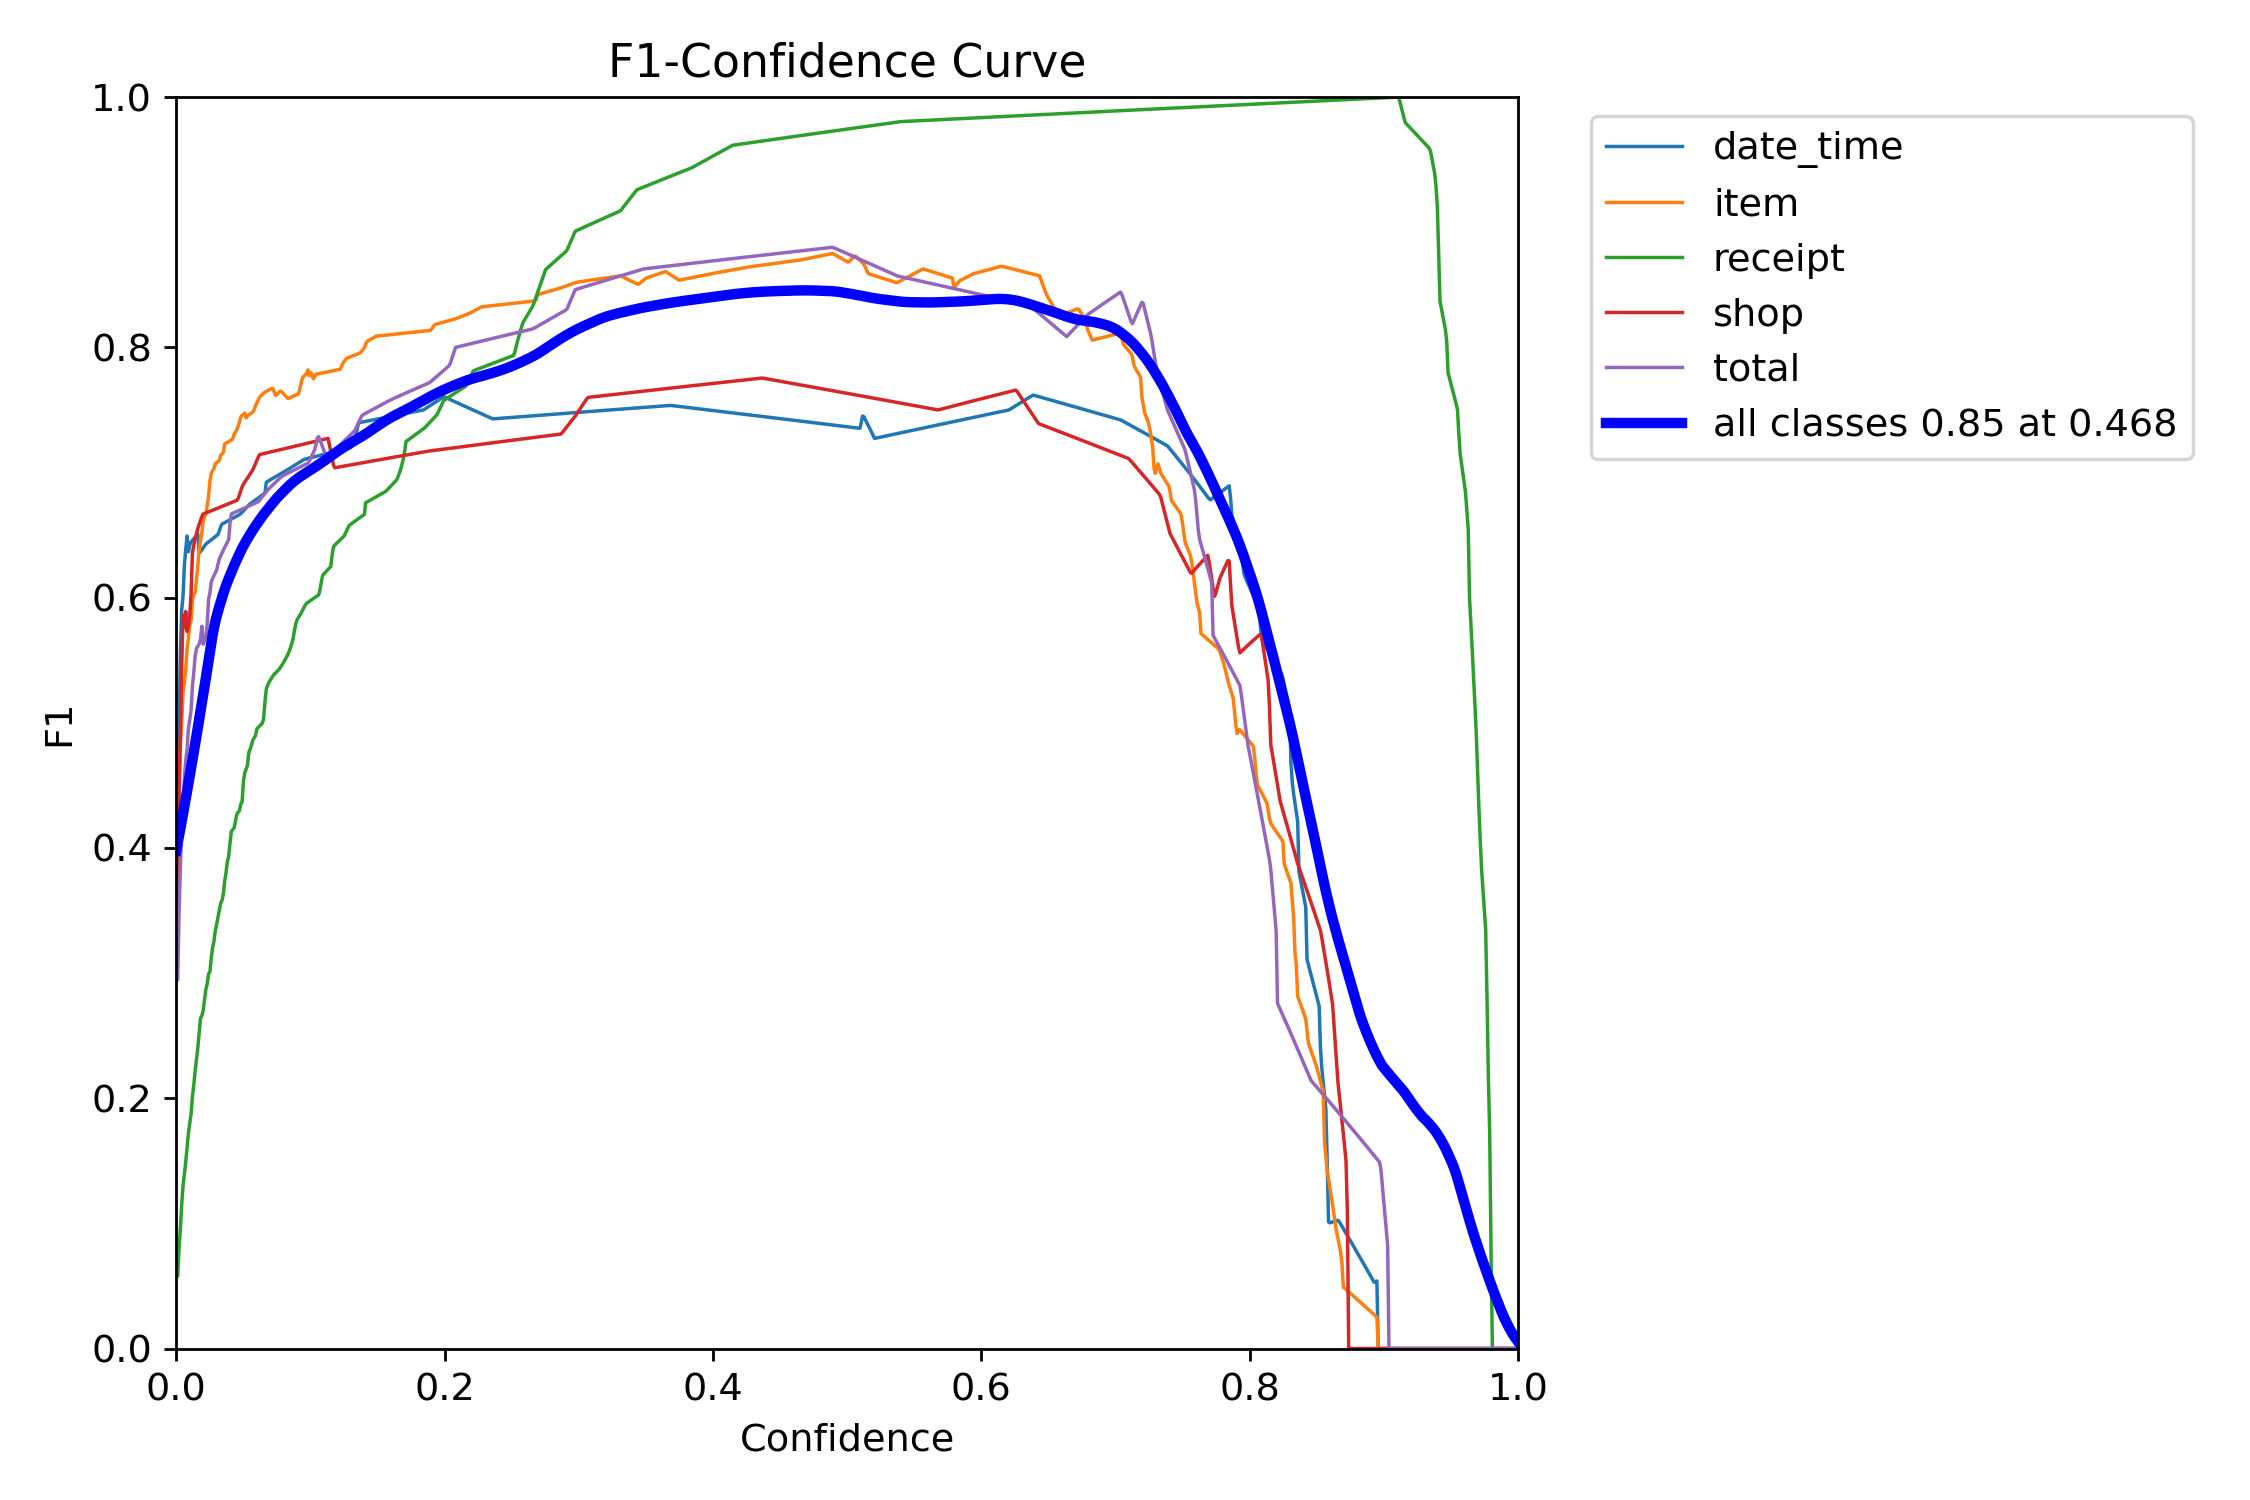 F1-Confidence Curve
1.0
0.8
0.6
0.4
0.2
0.0
F1
0.0 0.2 0.4 0.6 0.8 1.0
Confidence
date_time
item
receipt
shop
total
all classes 0.85 at 0.468